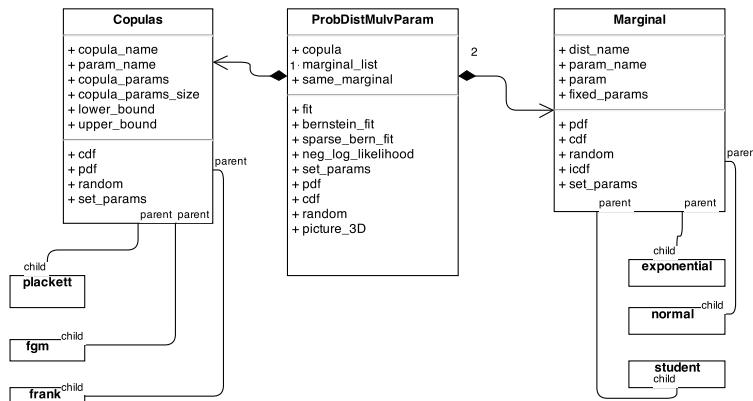 Copulas
+ copula_name
+ param_name
+ copula_params
+ copula_params_size
+ lower_bound
+ upper_bound
+ cdf
+ pdf
+ random
+ set_params
parent
parent parent
child
plackett
child
fgm
child
frank
ProbDistMulvParam
+ copula
1 + marginal_list
+ same_marginal
+ fit
+ bernstein_fit
+ sparse_bern_fit
+ neg_log_likelihood
+ set_params
+ pdf
+ cdf
+ random
+ picture_3D
2
Marginal
+ dist_name
+ param_name
+ param
+ fixed_params
+ pdf
+ cdf
+ random
+ icdf
+ set_params
paren
parent parent
child
exponential
child
normal
student
child